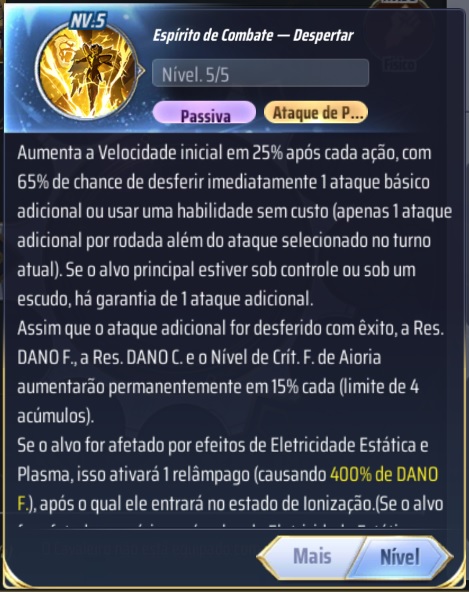 NV.5
Espírito de Combate — Despertar
Nível. 5/5
Passiva
Ataque de P...
Aumenta a Velocidade inicial em 25% após cada ação, com
65% de chance de desferir imediatamente 1 ataque básico
adicional ou usar uma habilidade sem custo (apenas 1 ataque
adicional por rodada além do ataque selecionado no turno
atual). Se o alvo principal estiver sob controle ou sob um
escudo, há garantia de 1 ataque adicional.
Assim que o ataque adicional for desferido com êxito, a Res.
DANO F., a Res. DANO C. e o Nível de Crít. F. de Aioria
aumentarão permanentemente em 15% cada (limite de 4
acúmulos).
Se o alvo for afetado por efeitos de Eletricidade Estática e
Plasma, isso ativará 1 relâmpago (causando 400% de DANO
F.), após o qual ele entrará no estado de Ionização.(Se o alvo
Mais
Nível